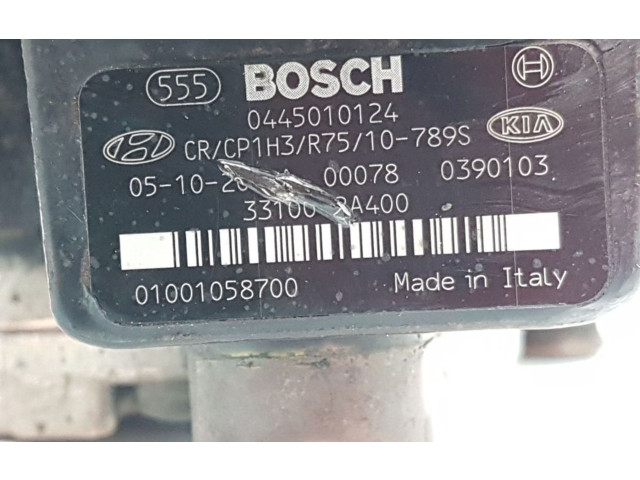 555 BOSCH
0445010124
CR/CP1H3/R75/10-789S KIA
05-10-20 00078 0390103
33100 A400
01001058700 Made in Italy